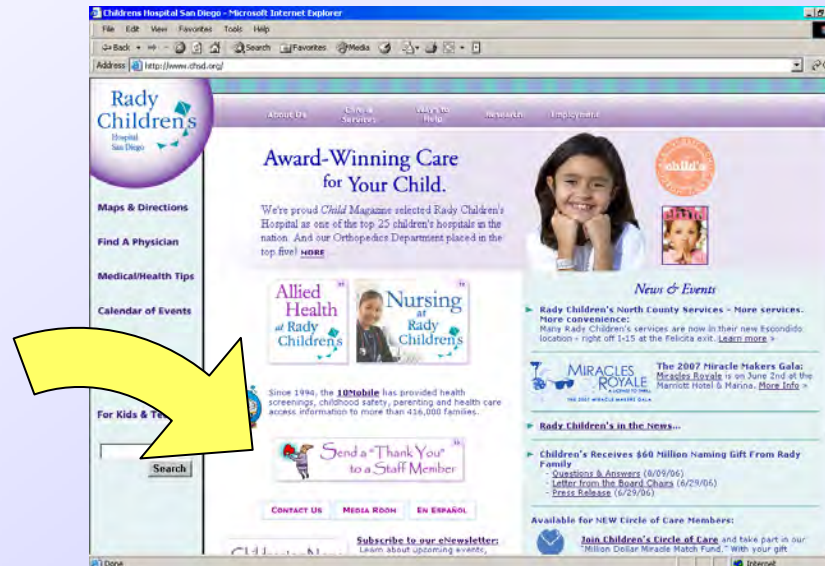 Childrens Hospital San Diego - Microsoft Internet Explorer
File Edit View Favorites Tools Help
Back Search Favorites Media
Address http://www.chsd.org/
Rady
Children's
Hospital
San Diego
About Us Care & Services Ways to Help Research Employment
Maps & Directions
Find A Physician
Medical/Health Tips
Calendar of Events
For Kids &
Search
Award-Winning Care
for Your Child.
We're proud Child Magazine selected Rady Children's
Hospital as one of the top 25 children's hospitals in the
nation. And our Orthopedics Department placed in the
top five! MORE
child's
child
Allied
Health
at Rady
Children's
Nursing
at
Rady
Children's
Since 1994, the 10Mobile has provided health
screenings, childhood safety, parenting and health care
access information to more than 416,000 families.
Send a "Thank You"
to a Staff Member
CONTACT US MEDIA ROOM EN ESPAÑOL
Subscribe to our eNewsletter:
Learn about upcoming events,
News & Events
Rady Children's North County Services - More services.
More convenience:
Many Rady Children's services are now in their new Escondido
location - right off I-15 at the Felicita exit. Learn more »
MIRACLES
ROYALE
THE 2007 MIRACLE MAKERS GALA
The 2007 Miracle Makers Gala:
Miracles Royale is on June 2nd at the
Marriott Hotel & Marina. More Info »
Rady Children's in the News...
Children's Receives $60 Million Naming Gift From Rady
Family
- Questions & Answers (8/09/06)
- Letter from the Board Chairs (6/29/06)
- Press Release (6/29/06)
Available for NEW Circle of Care Members:
Join Children's Circle of Care and take part in our
"Million Dollar Miracle Match Fund." With your gift
Done Internet